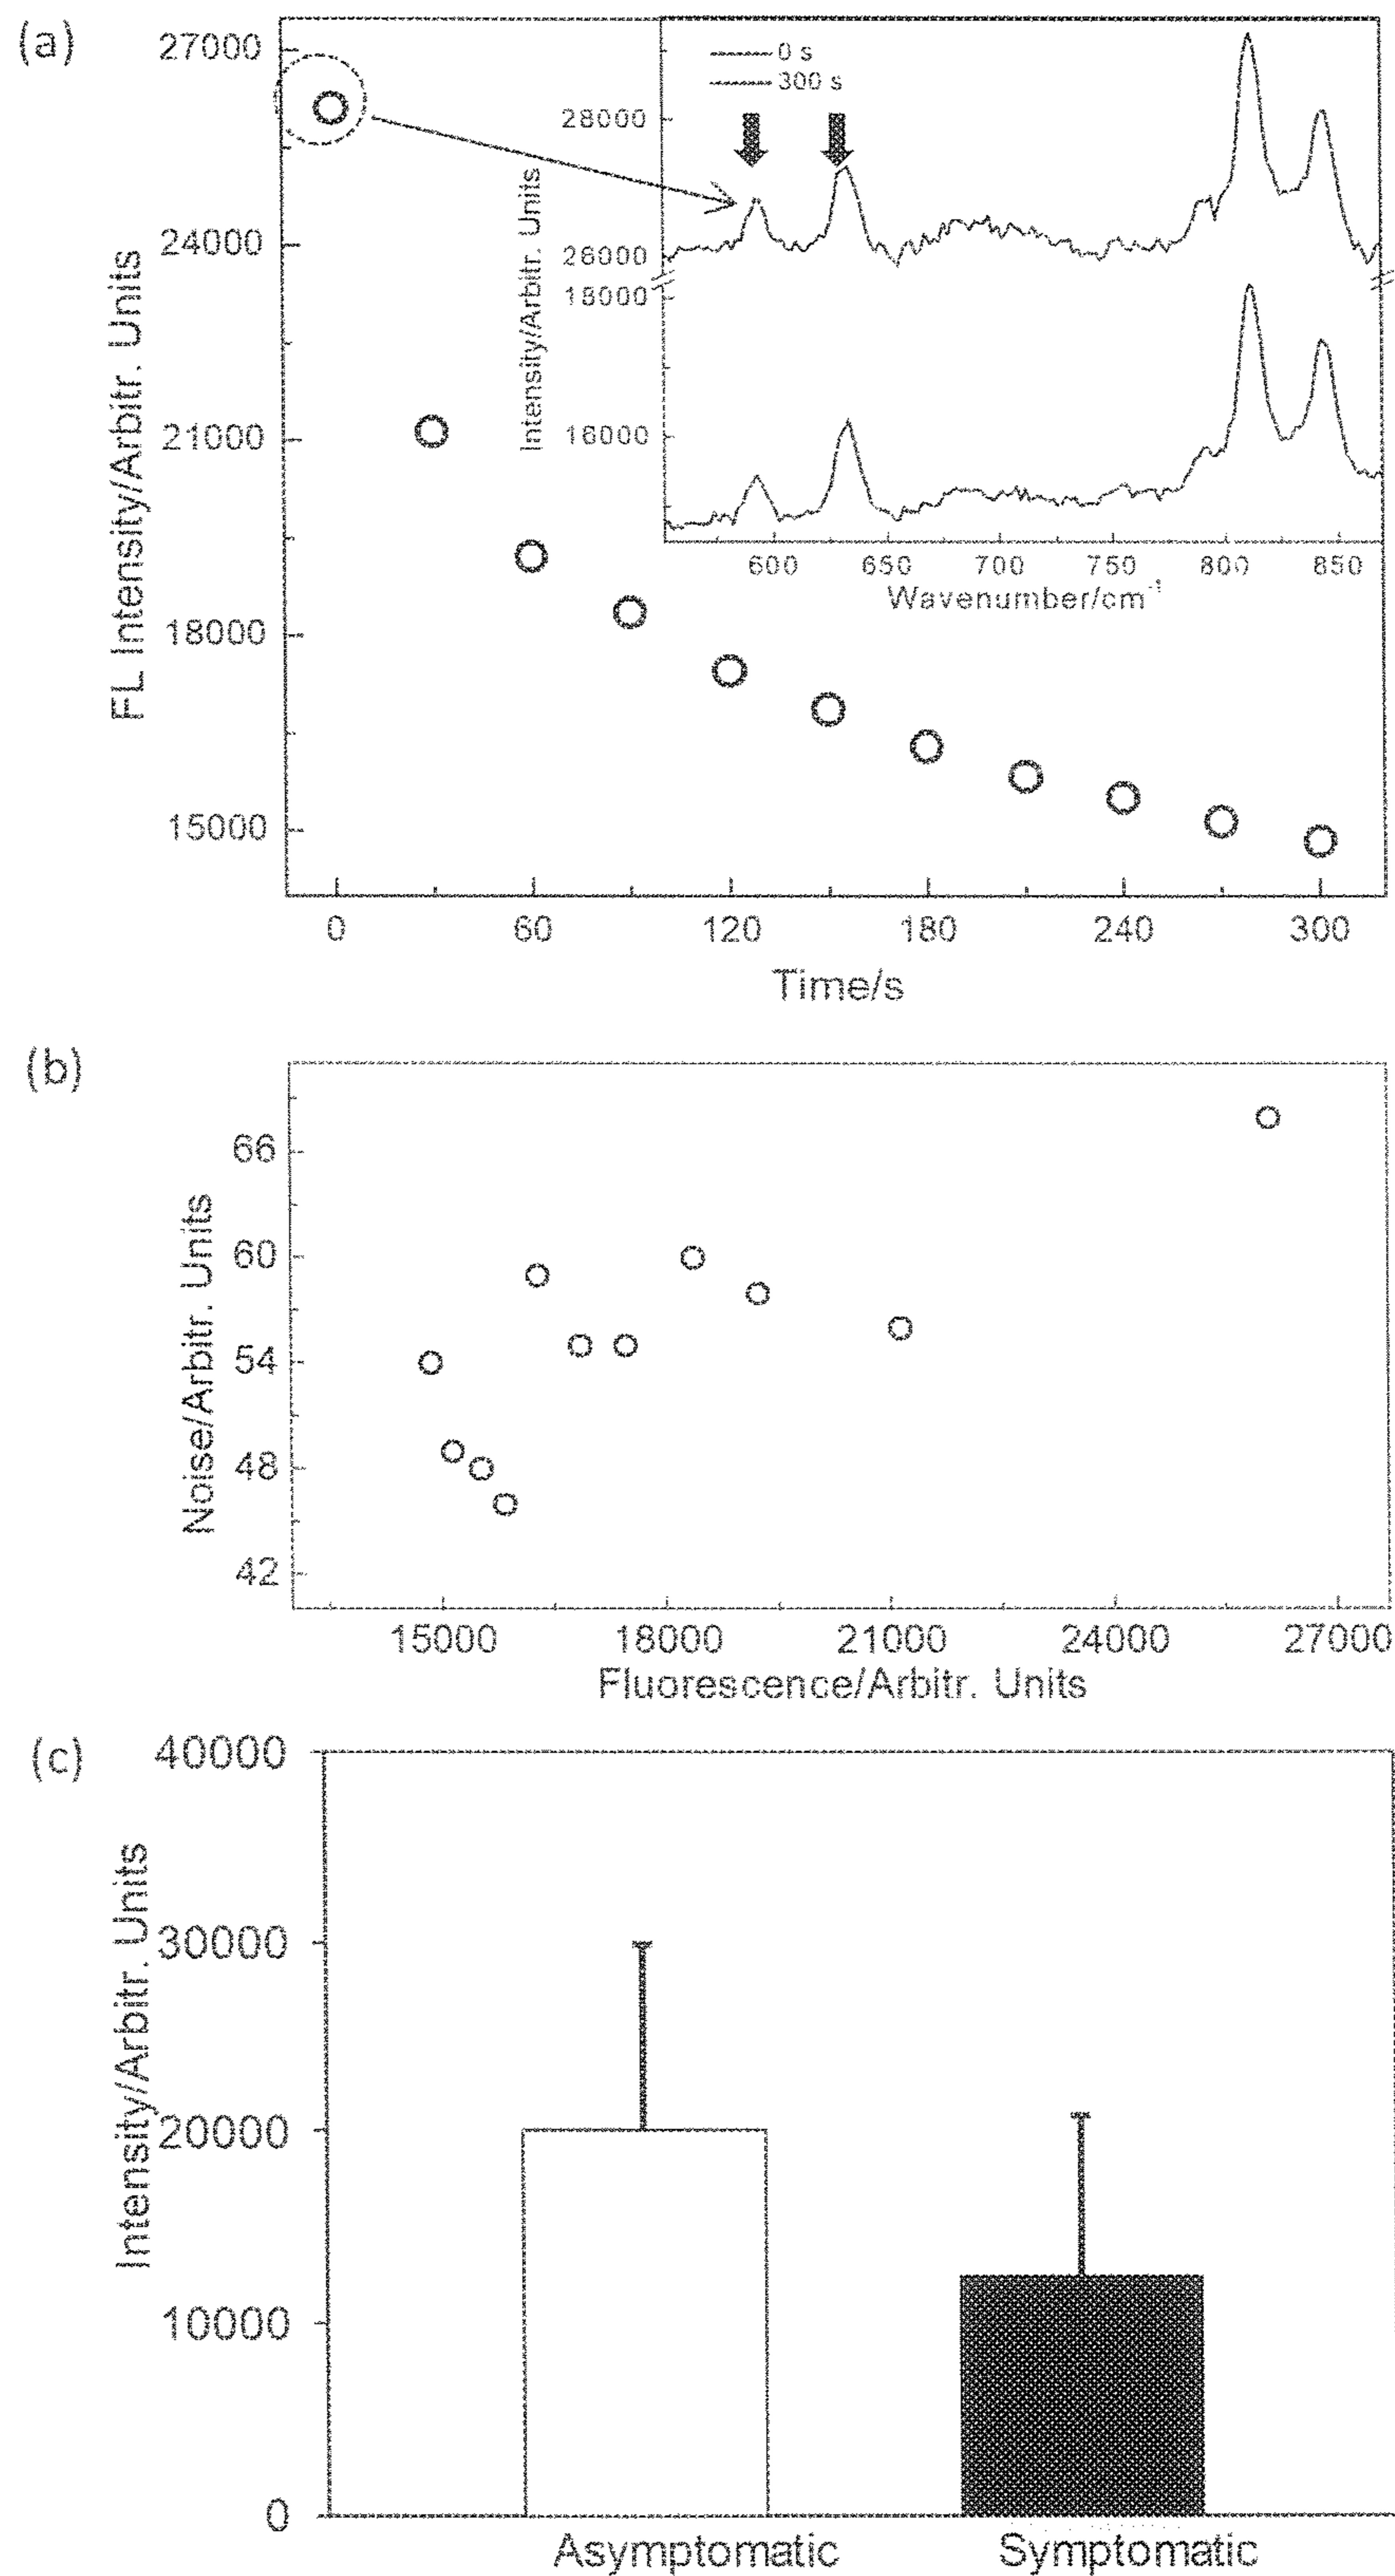 (a)
FL Intensity/Arbitr. Units
27000
24000
21000
18000
15000
0 60 120 180 240 300
Time/s
0 s
300 s
Intensity/Arbitr. Units
28000
26000
18000
16000
600 650 700 750 800 850
Wavenumber/cm⁻¹
(b)
Noise/Arbitr. Units
66
60
54
48
42
15000 18000 21000 24000 27000
Fluorescence/Arbitr. Units
(c)
Intensity/Arbitr. Units
40000
30000
20000
10000
0
Asymptomatic Symptomatic